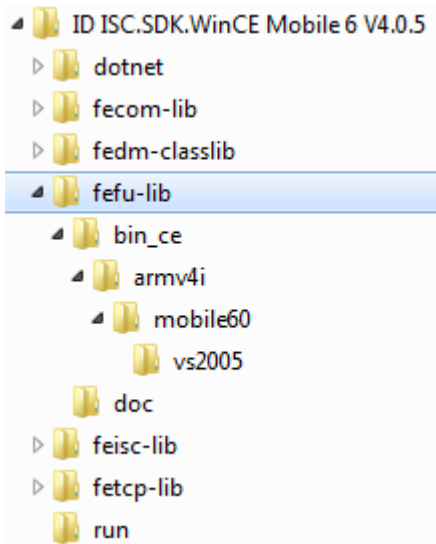 ID ISC.SDK.WinCE Mobile 6 V4.0.5
dotnet
fecom-lib
fedm-classlib
fefu-lib
bin_ce
armv4i
mobile60
vs2005
doc
feisc-lib
fetcp-lib
run